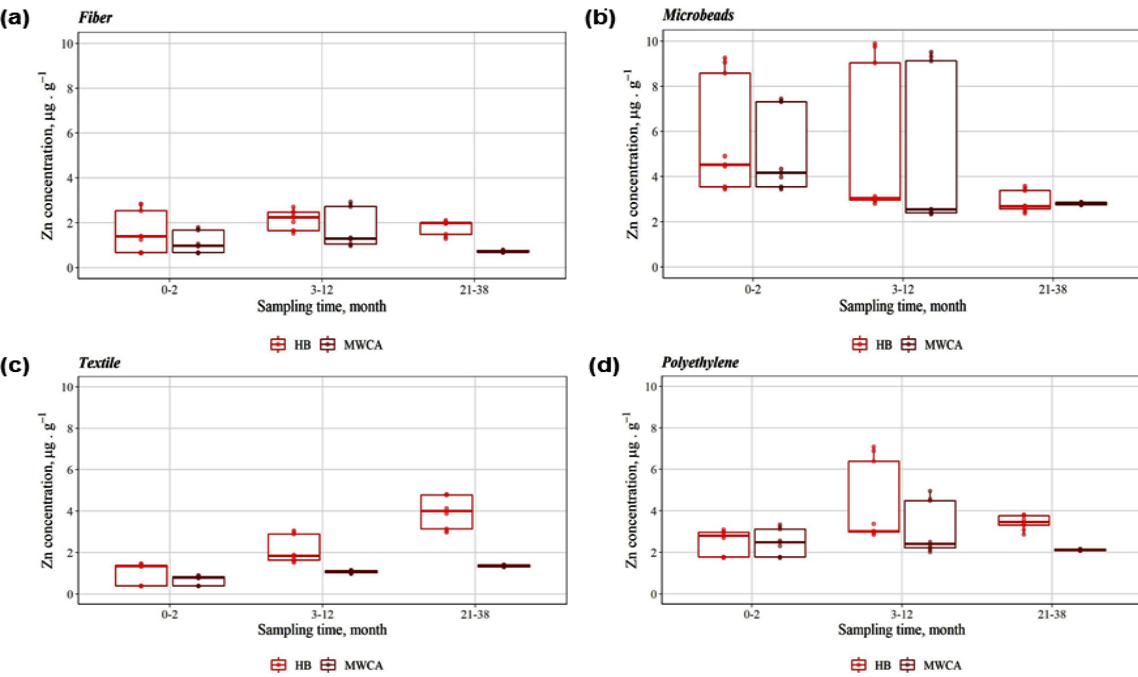 (a) Fiber
Zn concentration, μg . g⁻¹
10
8
6
4
2
0
0-2 3-12 21-38
Sampling time, month
HB MWCA
(b) Microbeads
Zn concentration, μg . g⁻¹
10
8
6
4
2
0
0-2 3-12 21-38
Sampling time, month
HB MWCA
(c) Textile
Zn concentration, μg . g⁻¹
10
8
6
4
2
0
0-2 3-12 21-38
Sampling time, month
HB MWCA
(d) Polyethylene
Zn concentration, μg . g⁻¹
10
8
6
4
2
0
0-2 3-12 21-38
Sampling time, month
HB MWCA